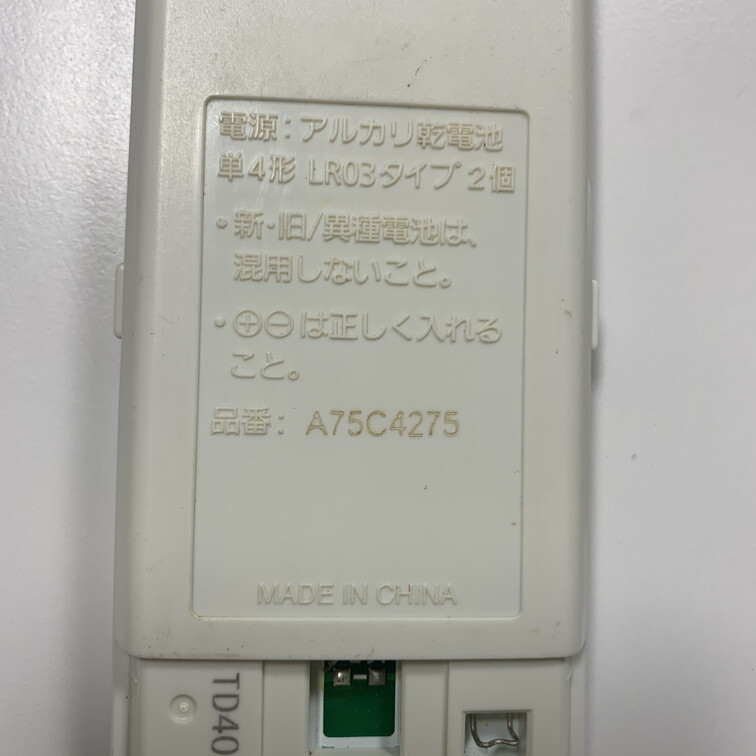 電源：アルカリ乾電池
単4形 LR03タイプ 2個
・新・旧/異種電池は、
混用しないこと。
・⊕⊖は正しく入れる
こと。
品番： A75C4275
MADE IN CHINA
TD40